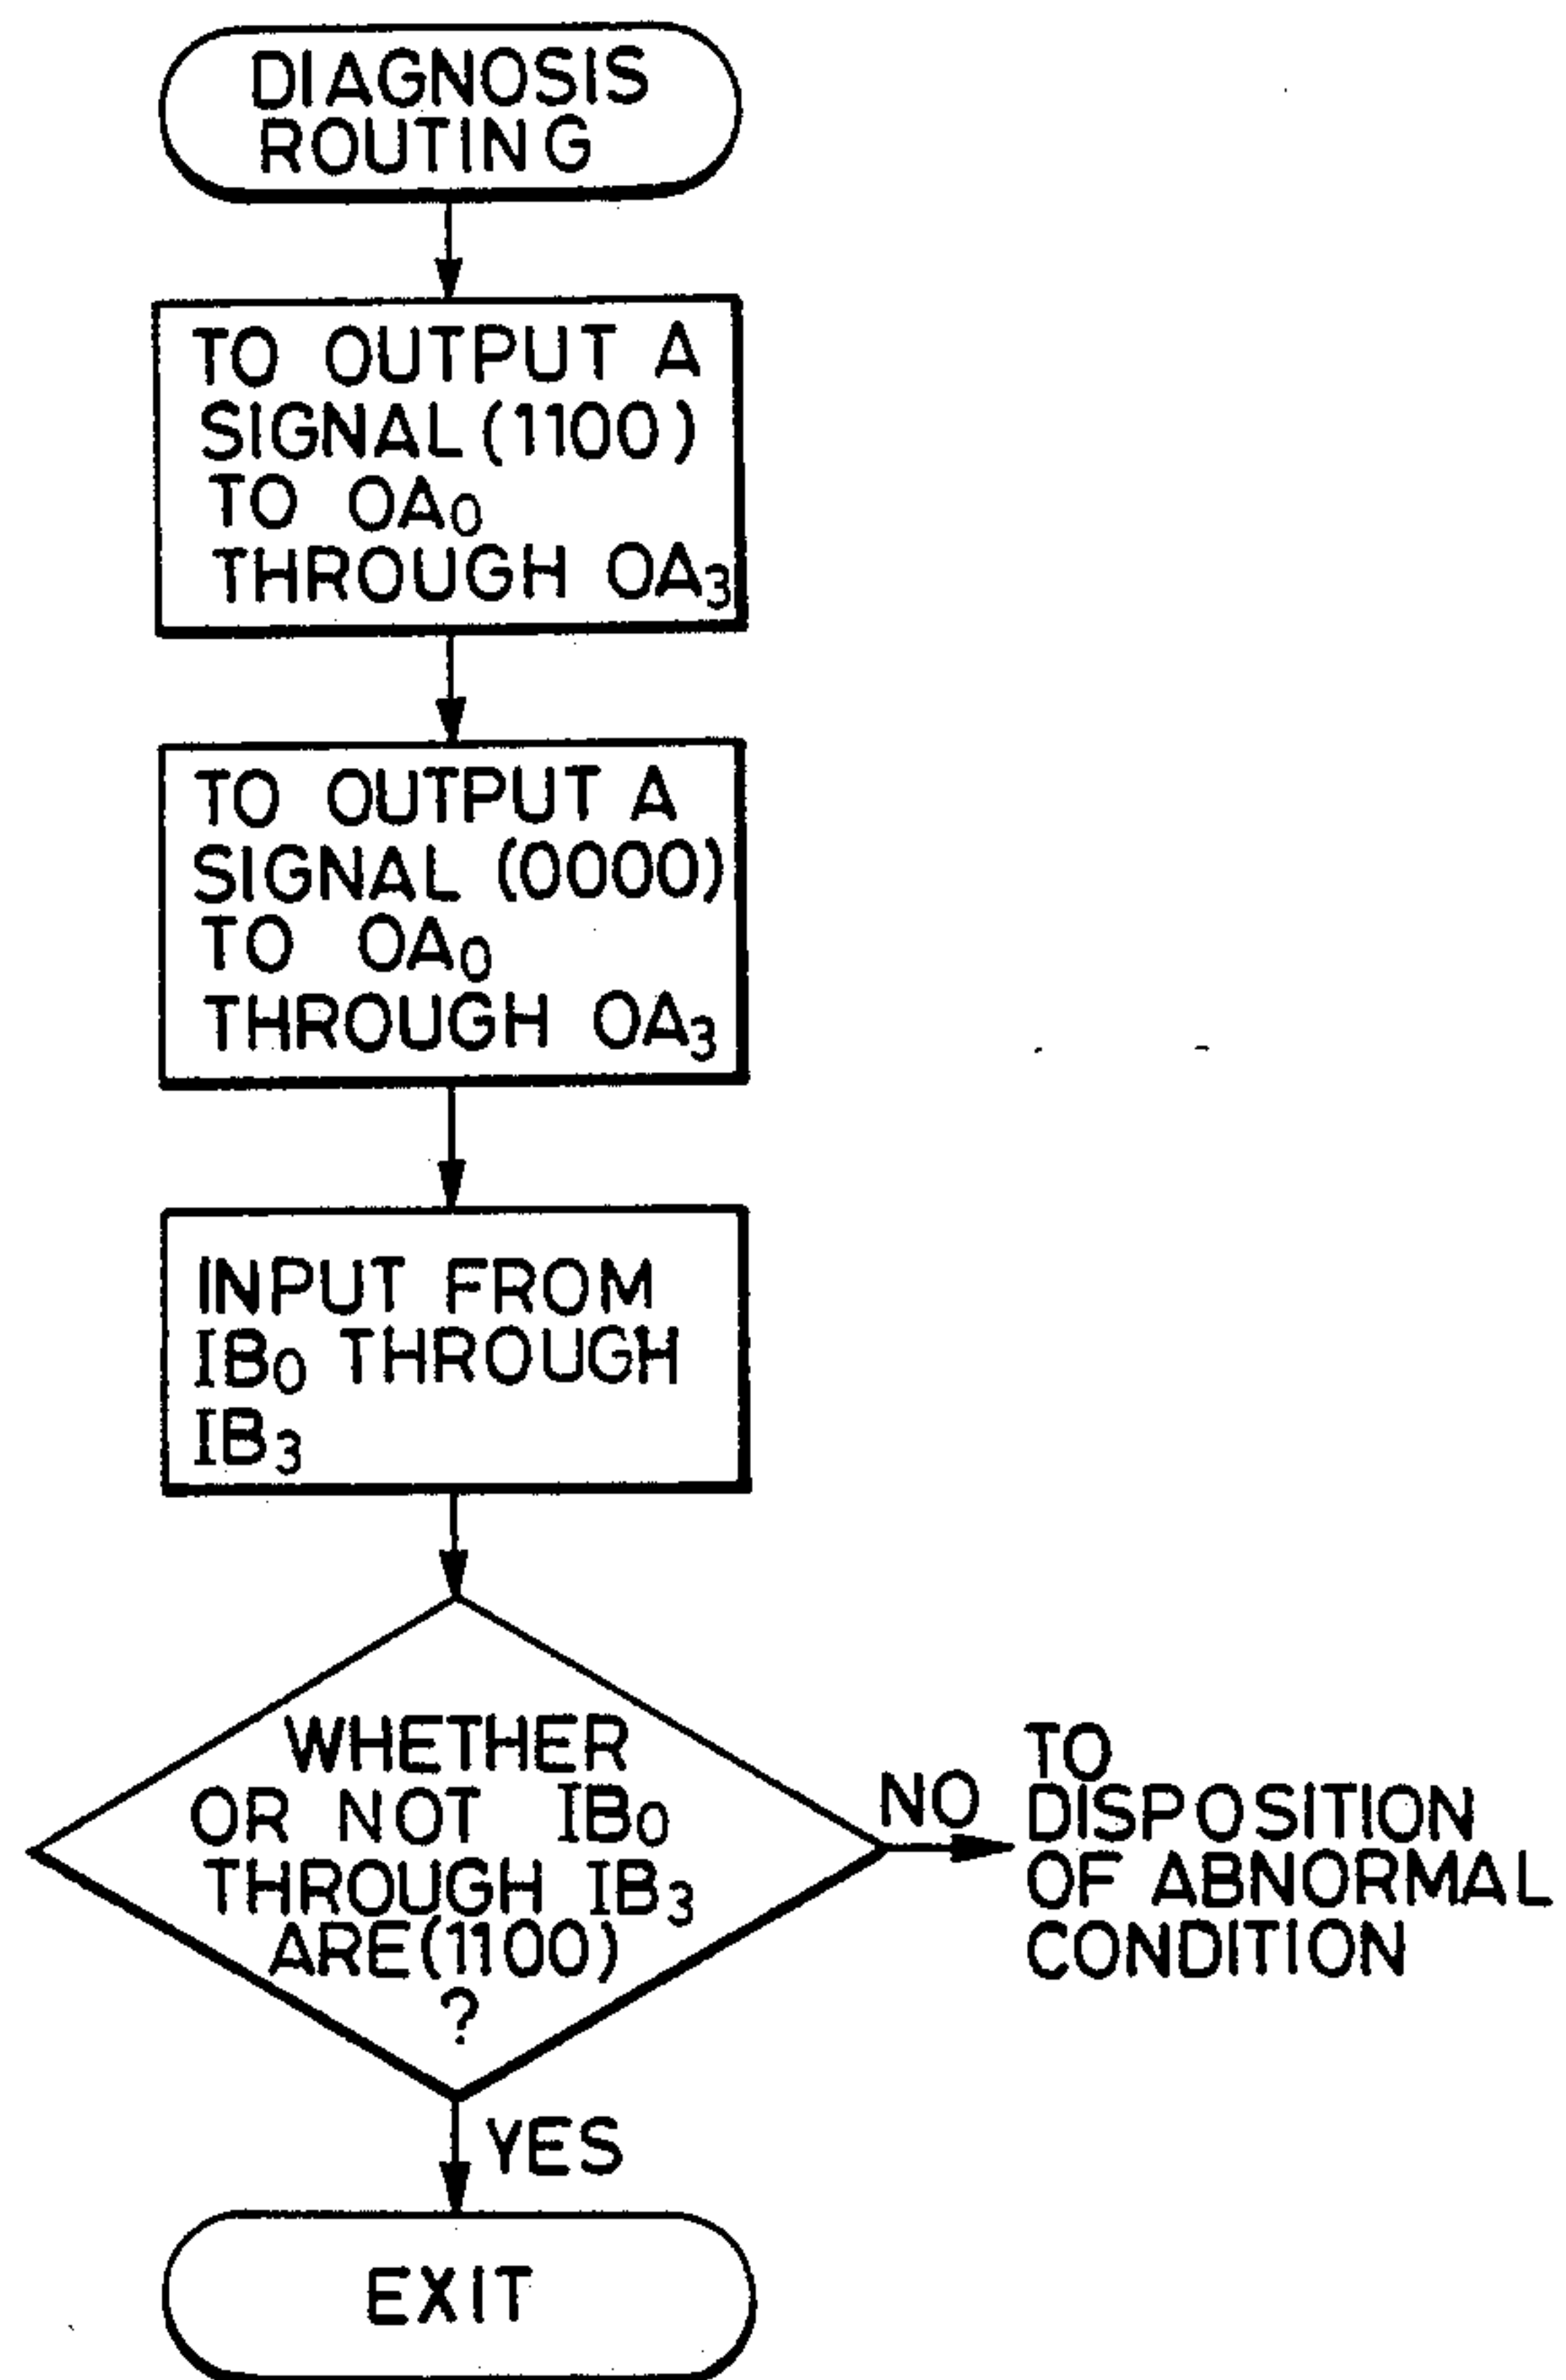 DIAGNOSIS
ROUTING
TO OUTPUT A
SIGNAL (1100)
TO OA₀
THROUGH OA₃
TO OUTPUT A
SIGNAL (0000)
TO OA₀
THROUGH OA₃
INPUT FROM
IB₀ THROUGH
IB₃
WHETHER
OR NOT IB₀
THROUGH IB₃
ARE (1100)
?
NO
TO
DISPOSITION
OF ABNORMAL
CONDITION
YES
EXIT